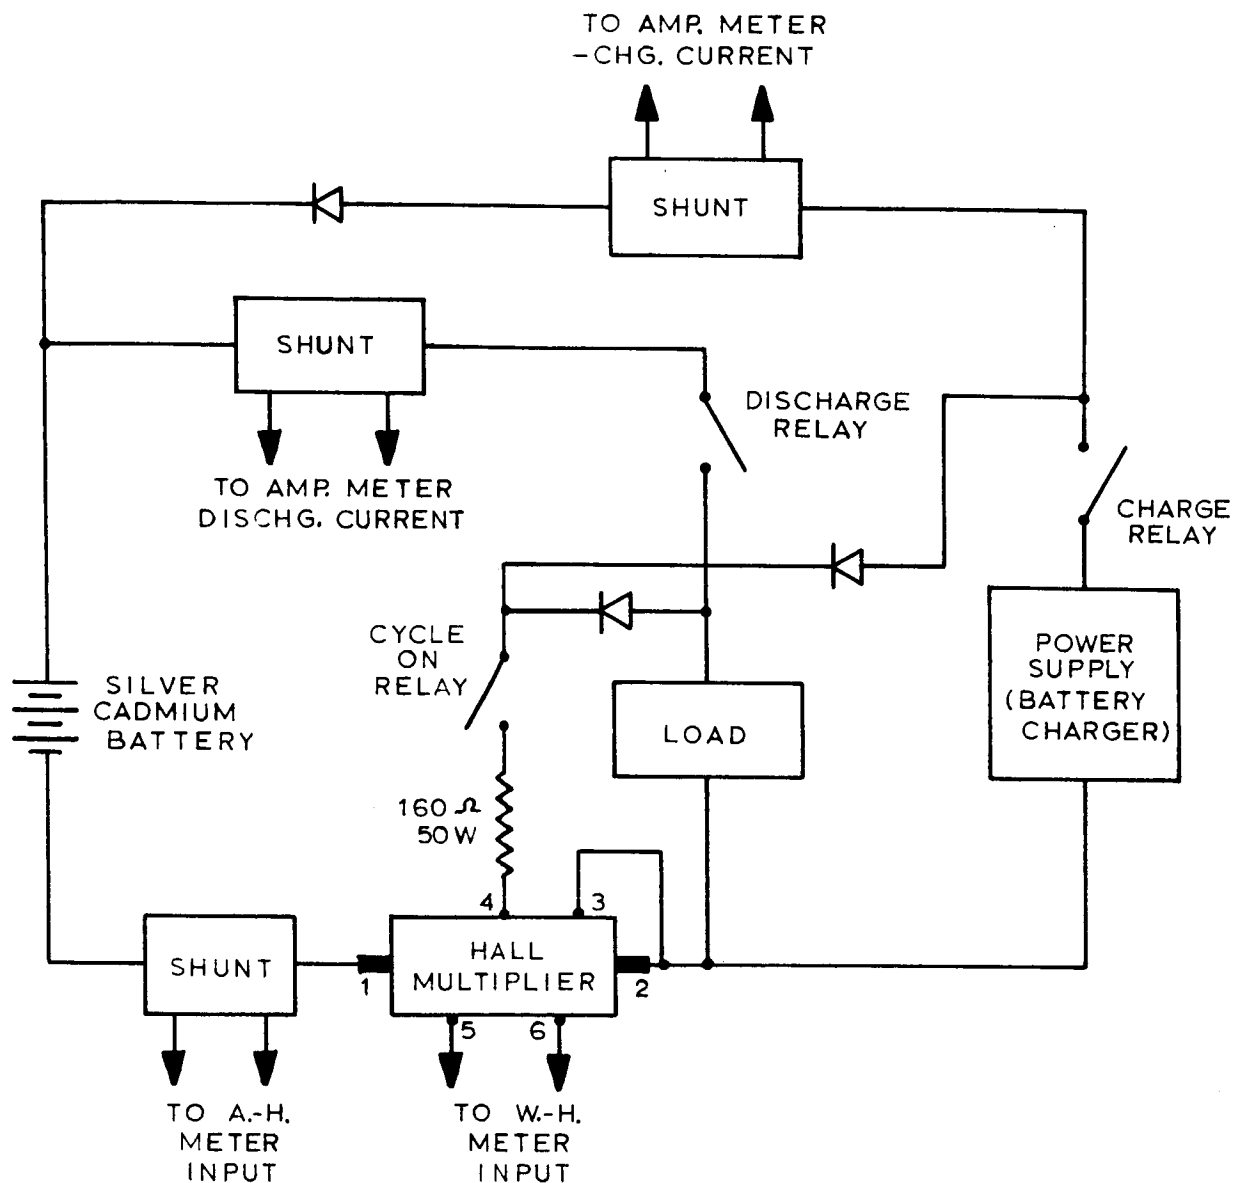 TO AMP. METER
-CHG. CURRENT
SHUNT
SHUNT
DISCHARGE
RELAY
TO AMP. METER
DISCHG. CURRENT
CHARGE
RELAY
CYCLE
ON
RELAY
POWER
SUPPLY
(BATTERY
CHARGER)
SILVER
CADMIUM
BATTERY
LOAD
160 Ω
50W
4
3
SHUNT
HALL
MULTIPLIER
1
2
5
6
TO A.-H.
METER
INPUT
TO W.-H.
METER
INPUT